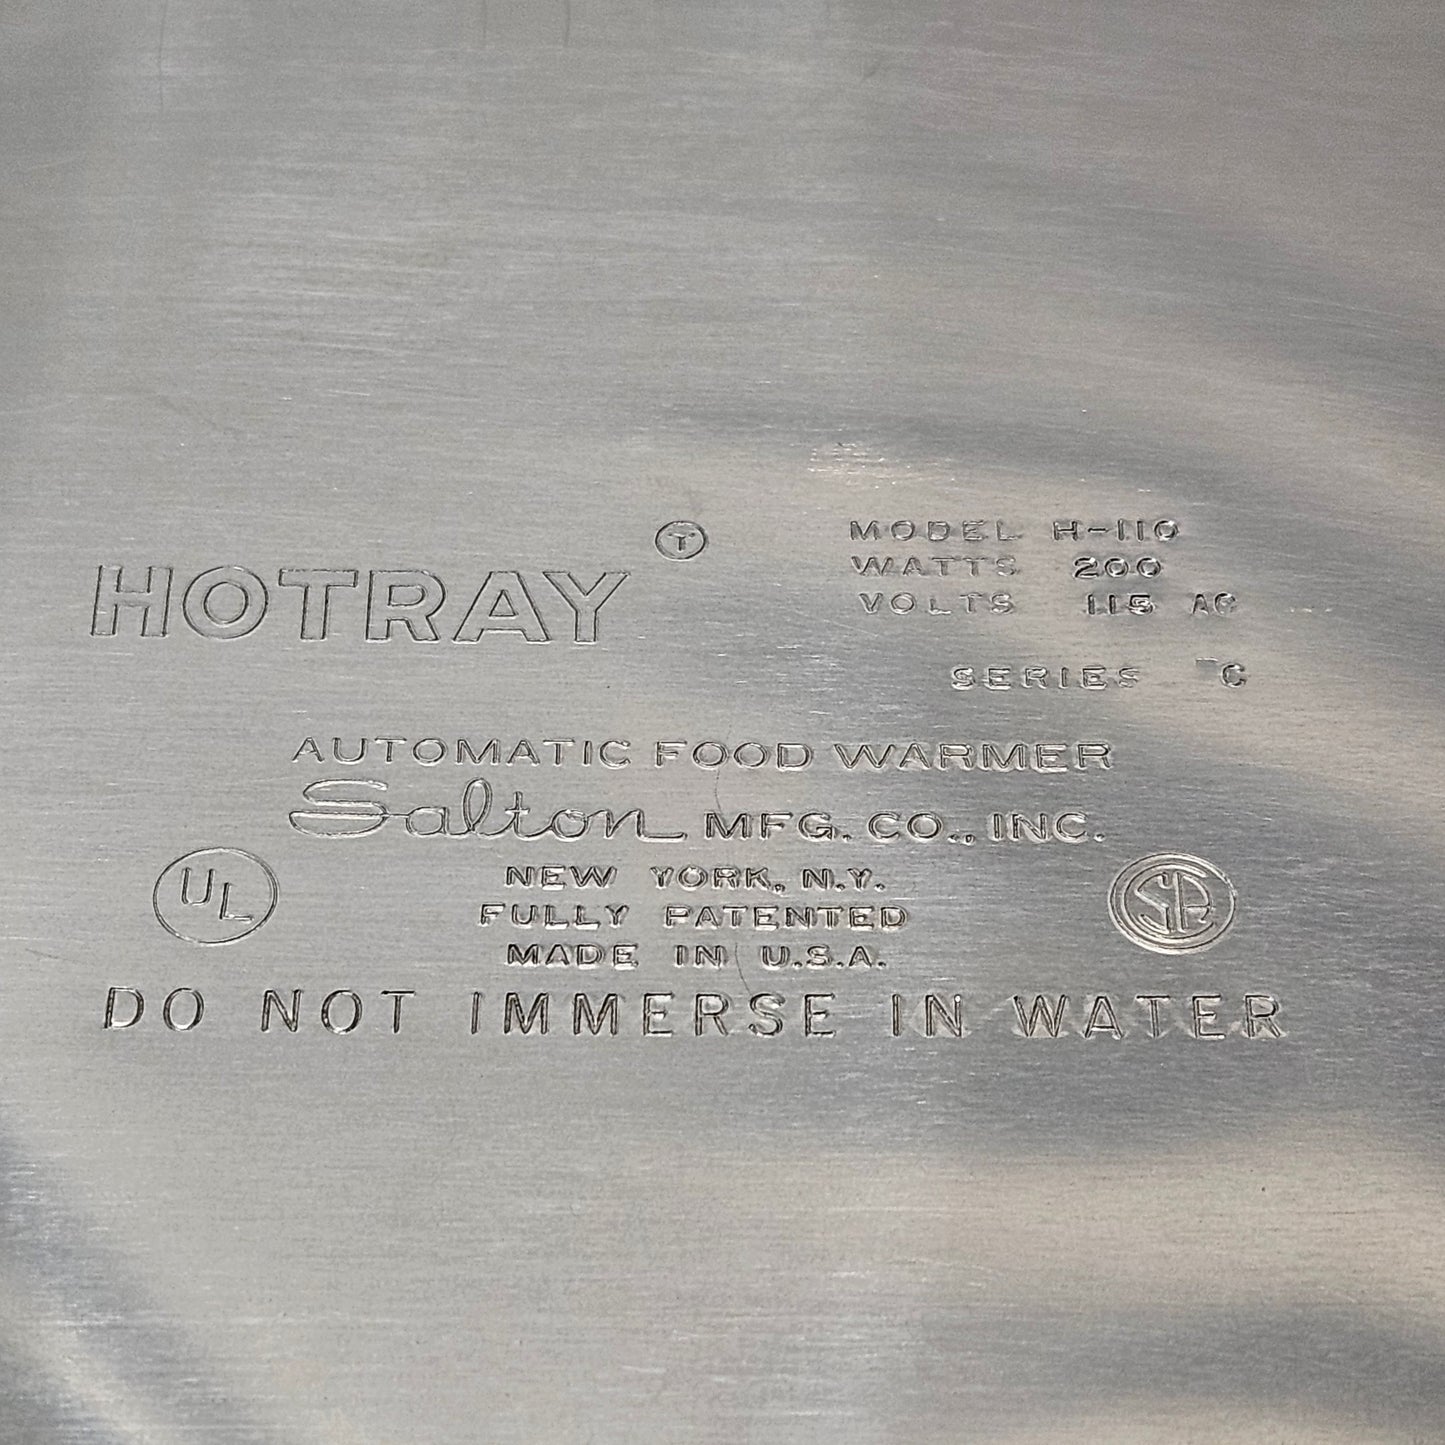 HOTRAY T
MODEL H-110
WATTS 200
VOLTS 115 AC
SERIES C
AUTOMATIC FOOD WARMER
Salton MFG. CO., INC.
NEW YORK, N.Y.
FULLY PATENTED
MADE IN U.S.A.
UL
DO NOT IMMERSE IN WATER